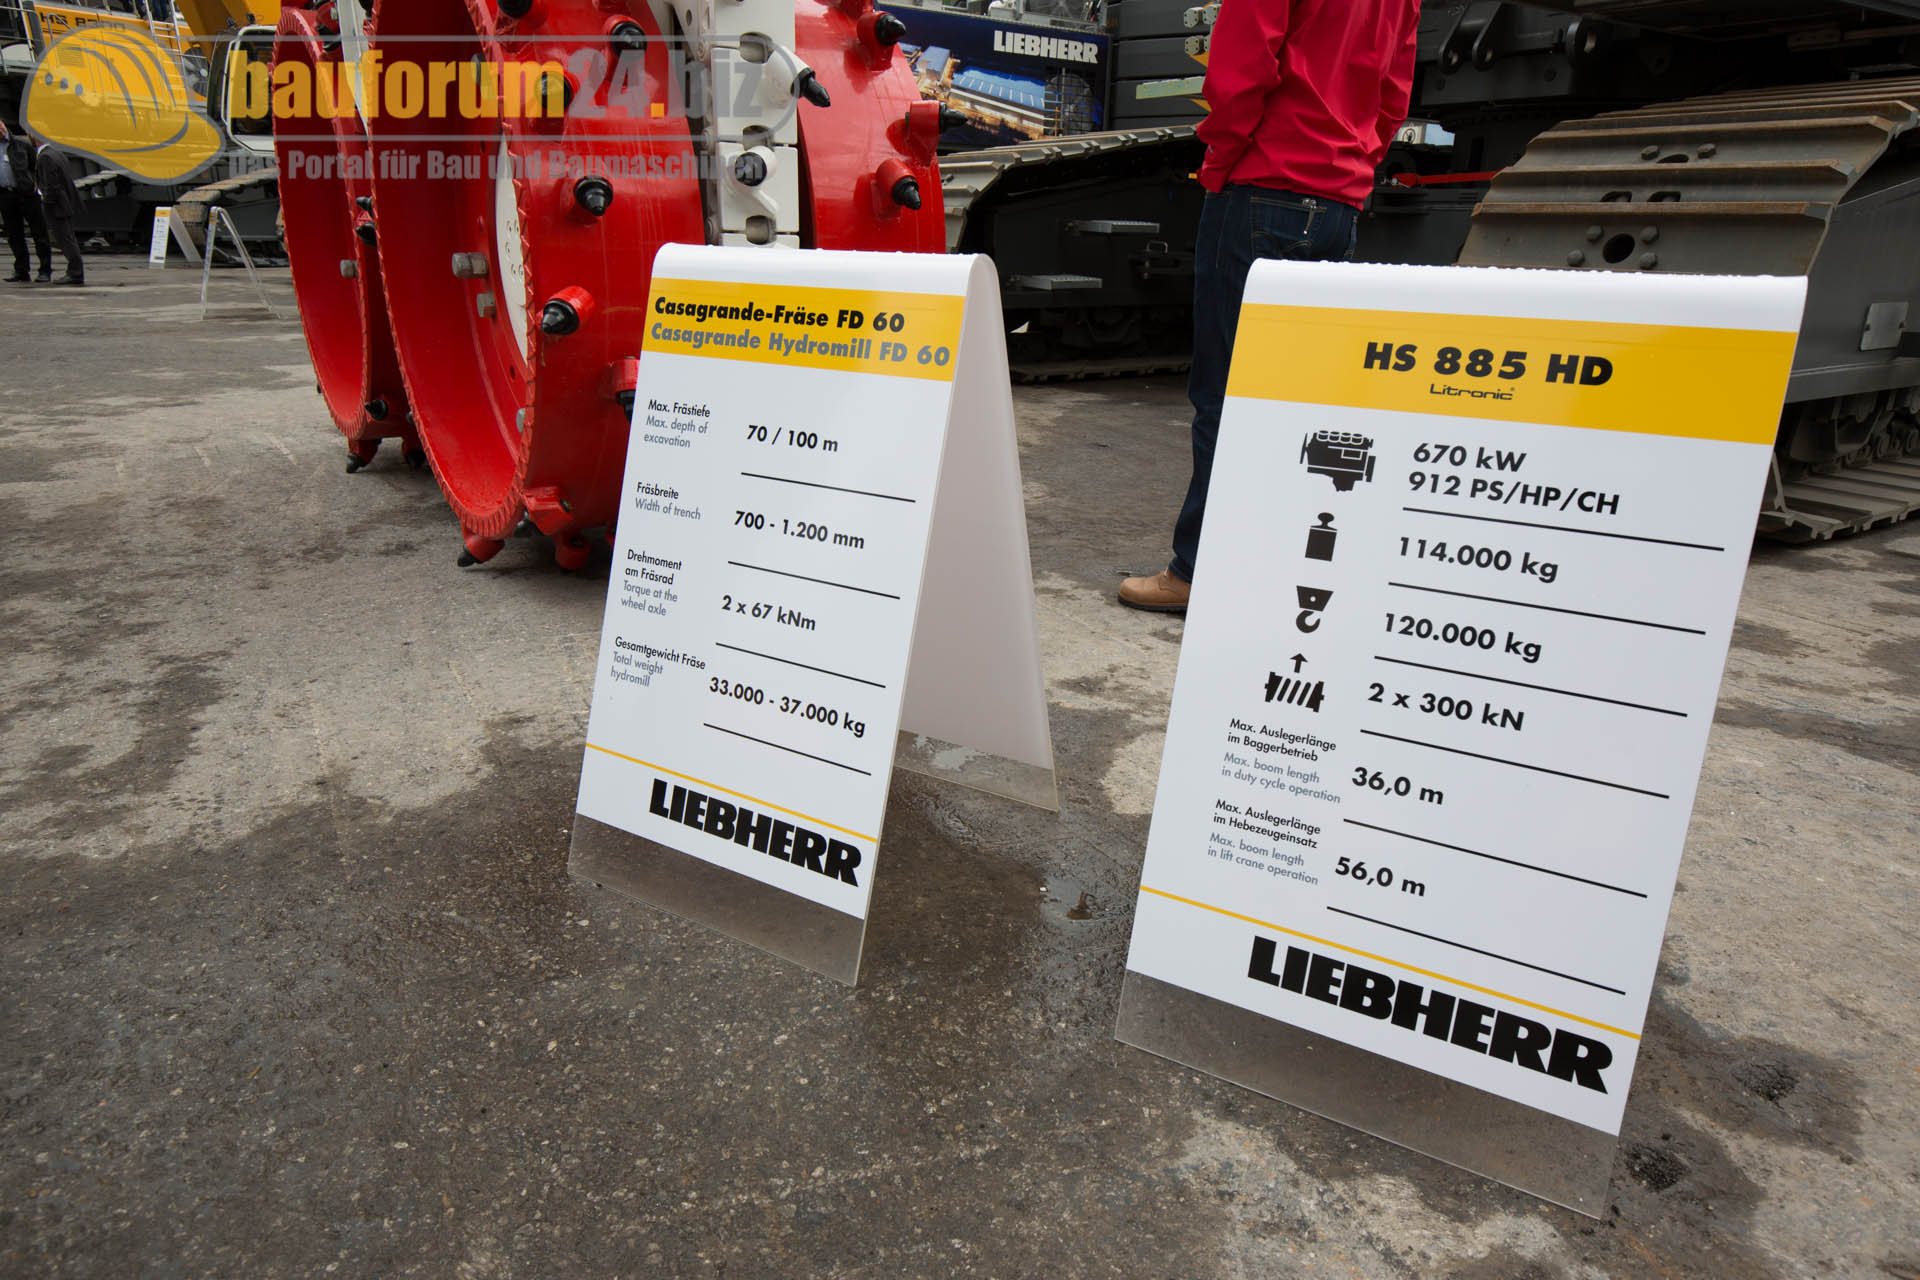 HS 8200
bauforum24.biz
Das Portal für Bau und Baumaschinen
LIEBHERR
Casagrande-Fräse FD 60
Casagrande Hydromill FD 60
Max. Frästiefe
Max. depth of
excavation
70 / 100 m
Fräsbreite
Width of trench
700 - 1.200 mm
Drehmoment
am Fräsrad
Torque at the
wheel axle
2 x 67 kNm
Gesamtgewicht Fräse
Total weight
hydromill
33.000 - 37.000 kg
LIEBHERR
HS 885 HD
Litronic®
670 kW
912 PS/HP/CH
114.000 kg
120.000 kg
2 x 300 kN
Max. Auslegerlänge
im Baggerbetrieb
Max. boom length
in duty cycle operation
36,0 m
Max. Auslegerlänge
im Hebezeugeinsatz
Max. boom length
in lift crane operation
56,0 m
LIEBHERR